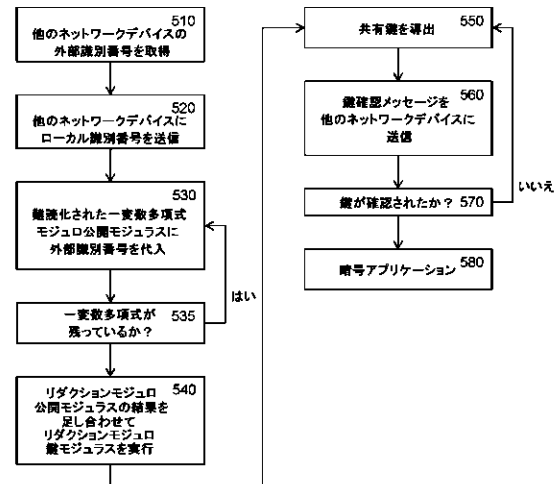 510
他のネットワークデバイスの
外部識別番号を取得
520
他のネットワークデバイスに
ローカル識別番号を送信
530
難読化された一変数多項式
モジュロ公開モジュラスに
外部識別番号を代入
はい
535
一変数多項式が
残っているか？
540
リダクションモジュロ
公開モジュラスの結果を
足し合わせて
リダクションモジュロ
鍵モジュラスを実行
550
共有鍵を導出
560
鍵確認メッセージを
他のネットワークデバイスに
送信
570
鍵が確認されたか？
いいえ
580
暗号アプリケーション